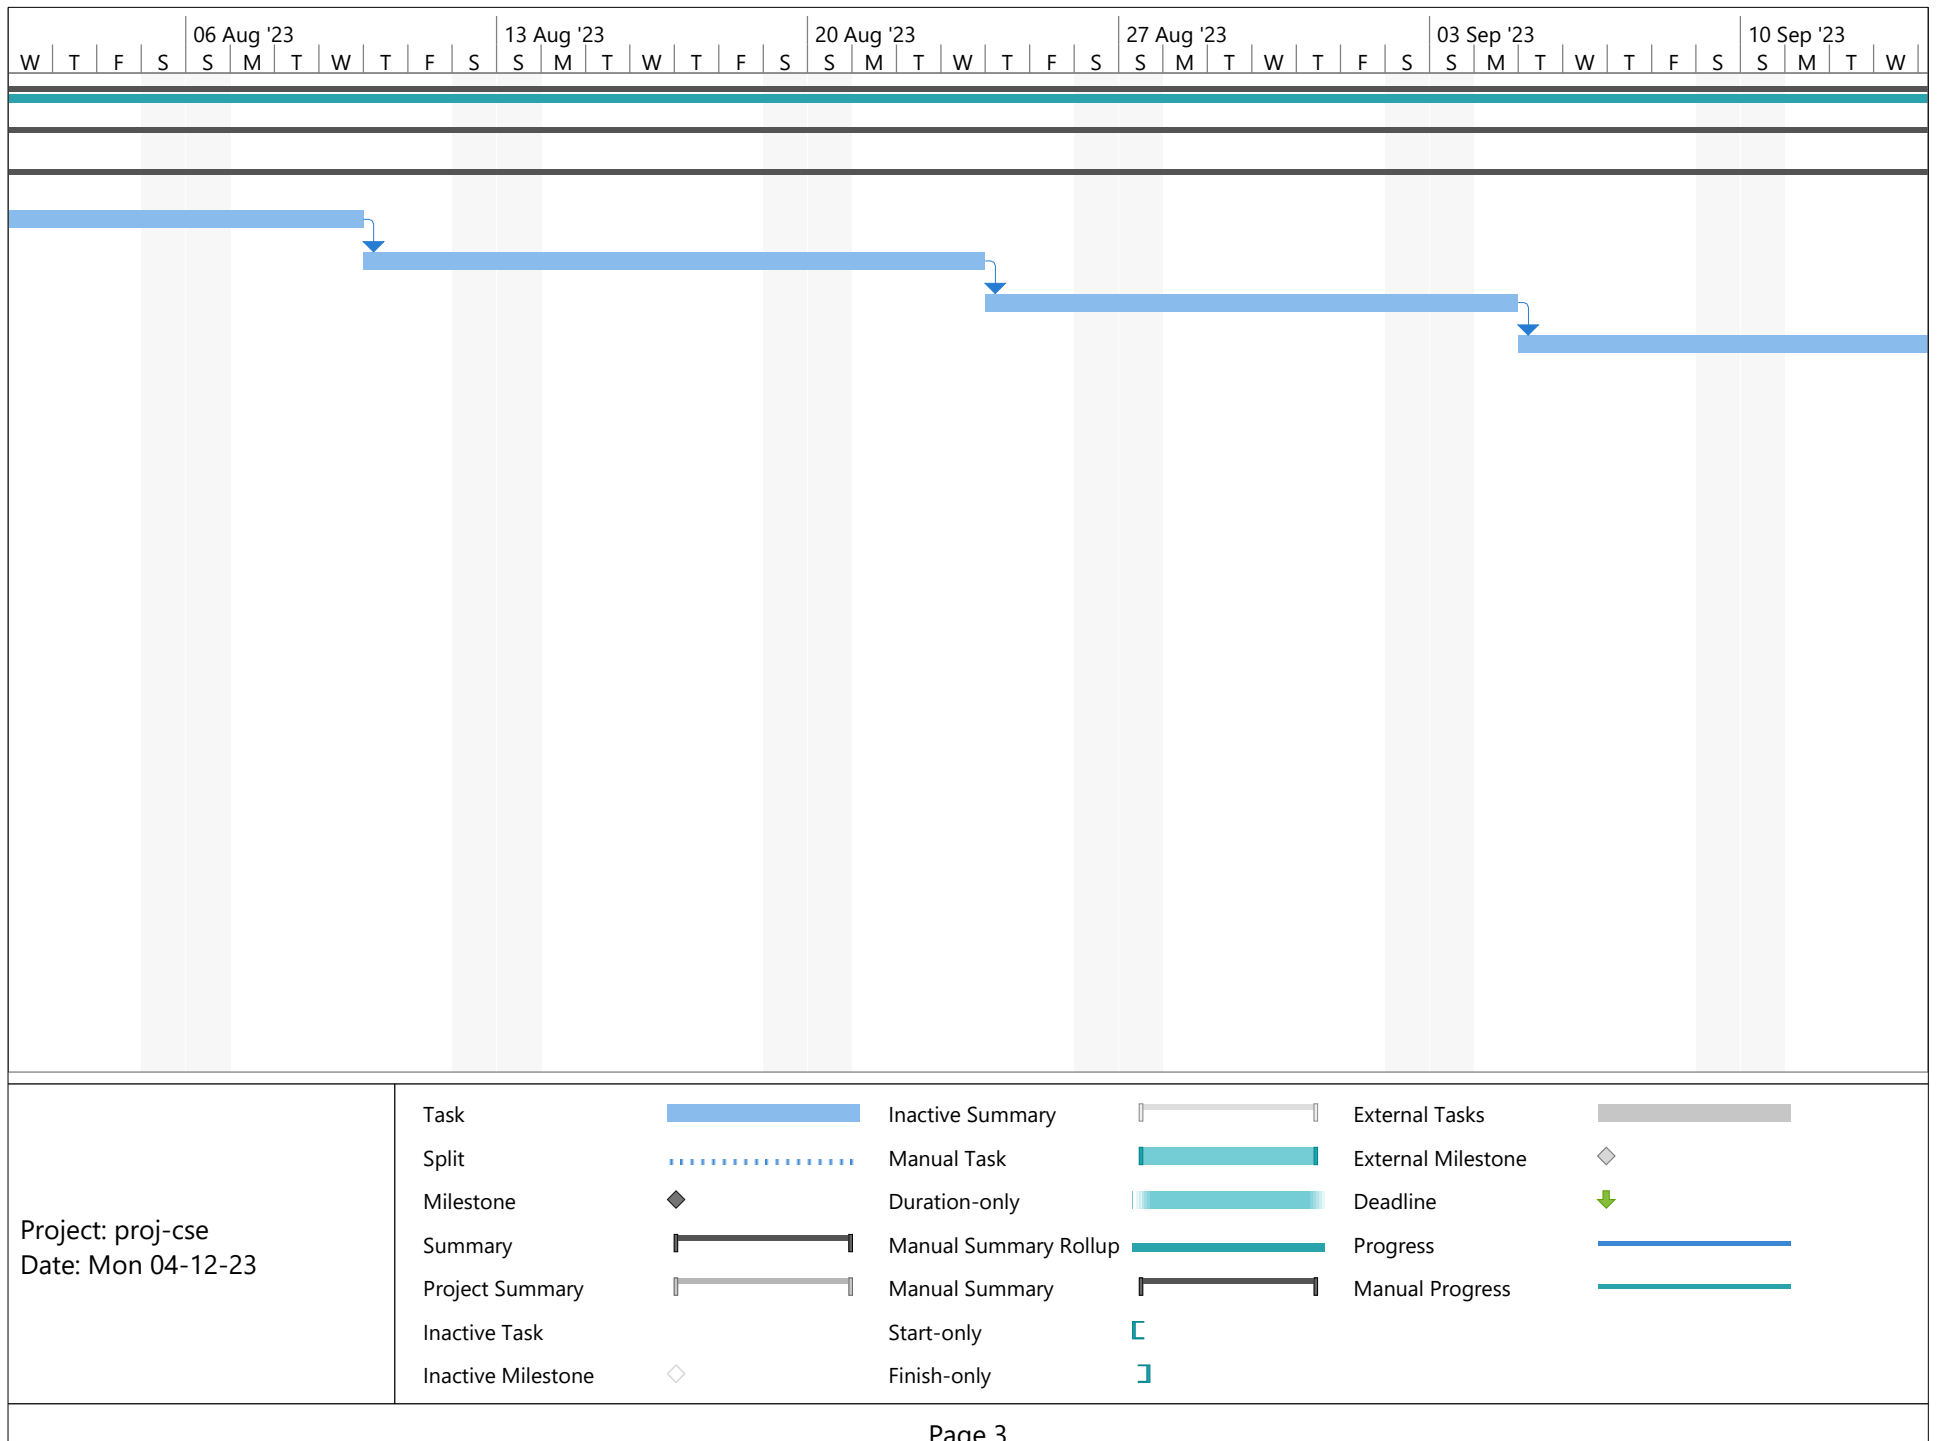 06 Aug '23 13 Aug '23 20 Aug '23 27 Aug '23 03 Sep '23 10 Sep '23
W T F S S M T W T F S S M T W T F S S M T W T F S S M T W T F S S M T W T F S S M T W
Task Inactive Summary External Tasks
Split Manual Task External Milestone
Milestone Duration-only Deadline
Project: proj-cse
Date: Mon 04-12-23
Summary Manual Summary Rollup Progress
Project Summary Manual Summary Manual Progress
Inactive Task Start-only
Inactive Milestone Finish-only
Page 3